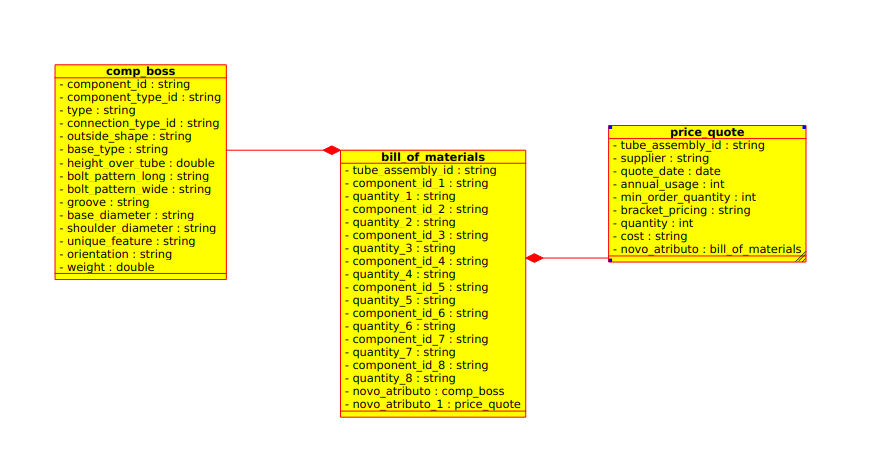 comp_boss
- component_id : string
- component_type_id : string
- type : string
- connection_type_id : string
- outside_shape : string
- base_type : string
- height_over_tube : double
- bolt_pattern_long : string
- bolt_pattern_wide : string
- groove : string
- base_diameter : string
- shoulder_diameter : string
- unique_feature : string
- orientation : string
- weight : double
bill_of_materials
- tube_assembly_id : string
- component_id_1 : string
- quantity_1 : string
- component_id_2 : string
- quantity_2 : string
- component_id_3 : string
- quantity_3 : string
- component_id_4 : string
- quantity_4 : string
- component_id_5 : string
- quantity_5 : string
- component_id_6 : string
- quantity_6 : string
- component_id_7 : string
- quantity_7 : string
- component_id_8 : string
- quantity_8 : string
- novo_atributo : comp_boss
- novo_atributo_1 : price_quote
price_quote
- tube_assembly_id : string
- supplier : string
- quote_date : date
- annual_usage : int
- min_order_quantity : int
- bracket_pricing : string
- quantity : int
- cost : string
- novo_atributo : bill_of_materials